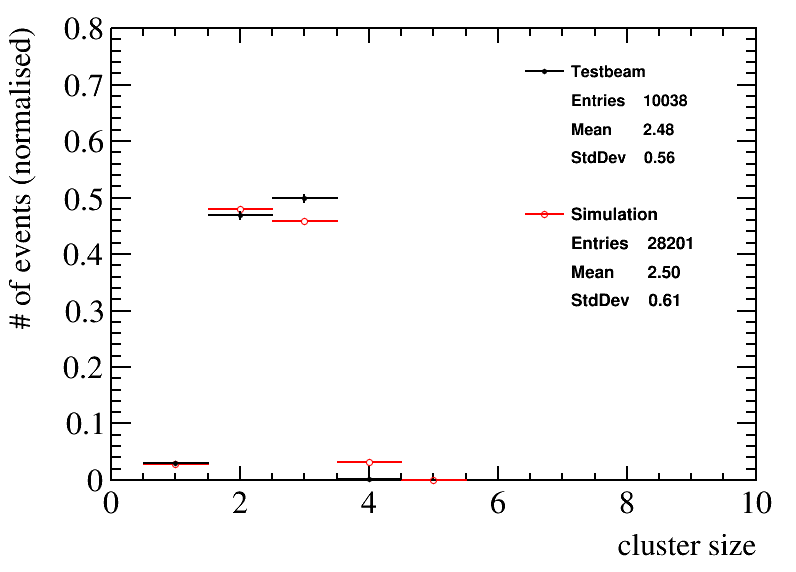 # of events (normalised)
0.8
0.7
0.6
0.5
0.4
0.3
0.2
0.1
0
Testbeam
Entries 10038
Mean 2.48
StdDev 0.56
Simulation
Entries 28201
Mean 2.50
StdDev 0.61
0 2 4 6 8 10
cluster size